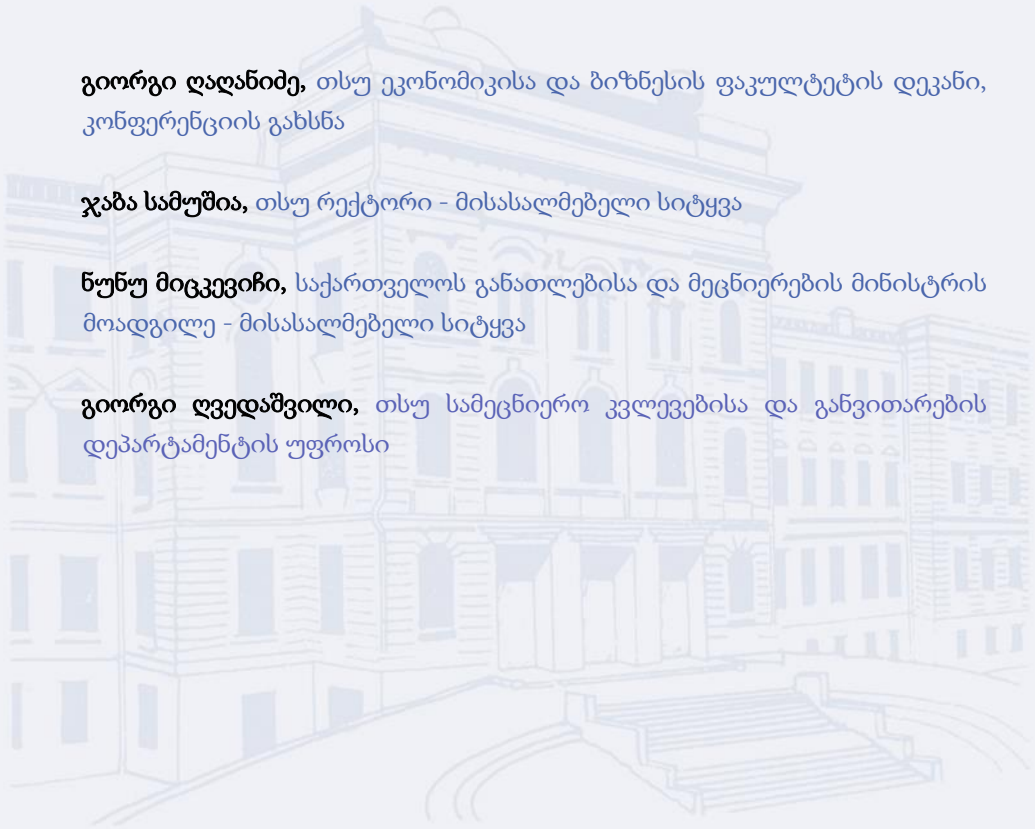 გიორგი ღაღანიძე, თსუ ეკონომიკისა და ბიზნესის ფაკულტეტის დეკანი,
კონფერენციის გახსნა
ჯაბა სამუშია, თსუ რექტორი - მისასალმებელი სიტყვა
ნუნუ მიცკევიჩი, საქართველოს განათლებისა და მეცნიერების მინისტრის
მოადგილე - მისასალმებელი სიტყვა
გიორგი ღვედაშვილი, თსუ სამეცნიერო კვლევებისა და განვითარების
დეპარტამენტის უფროსი